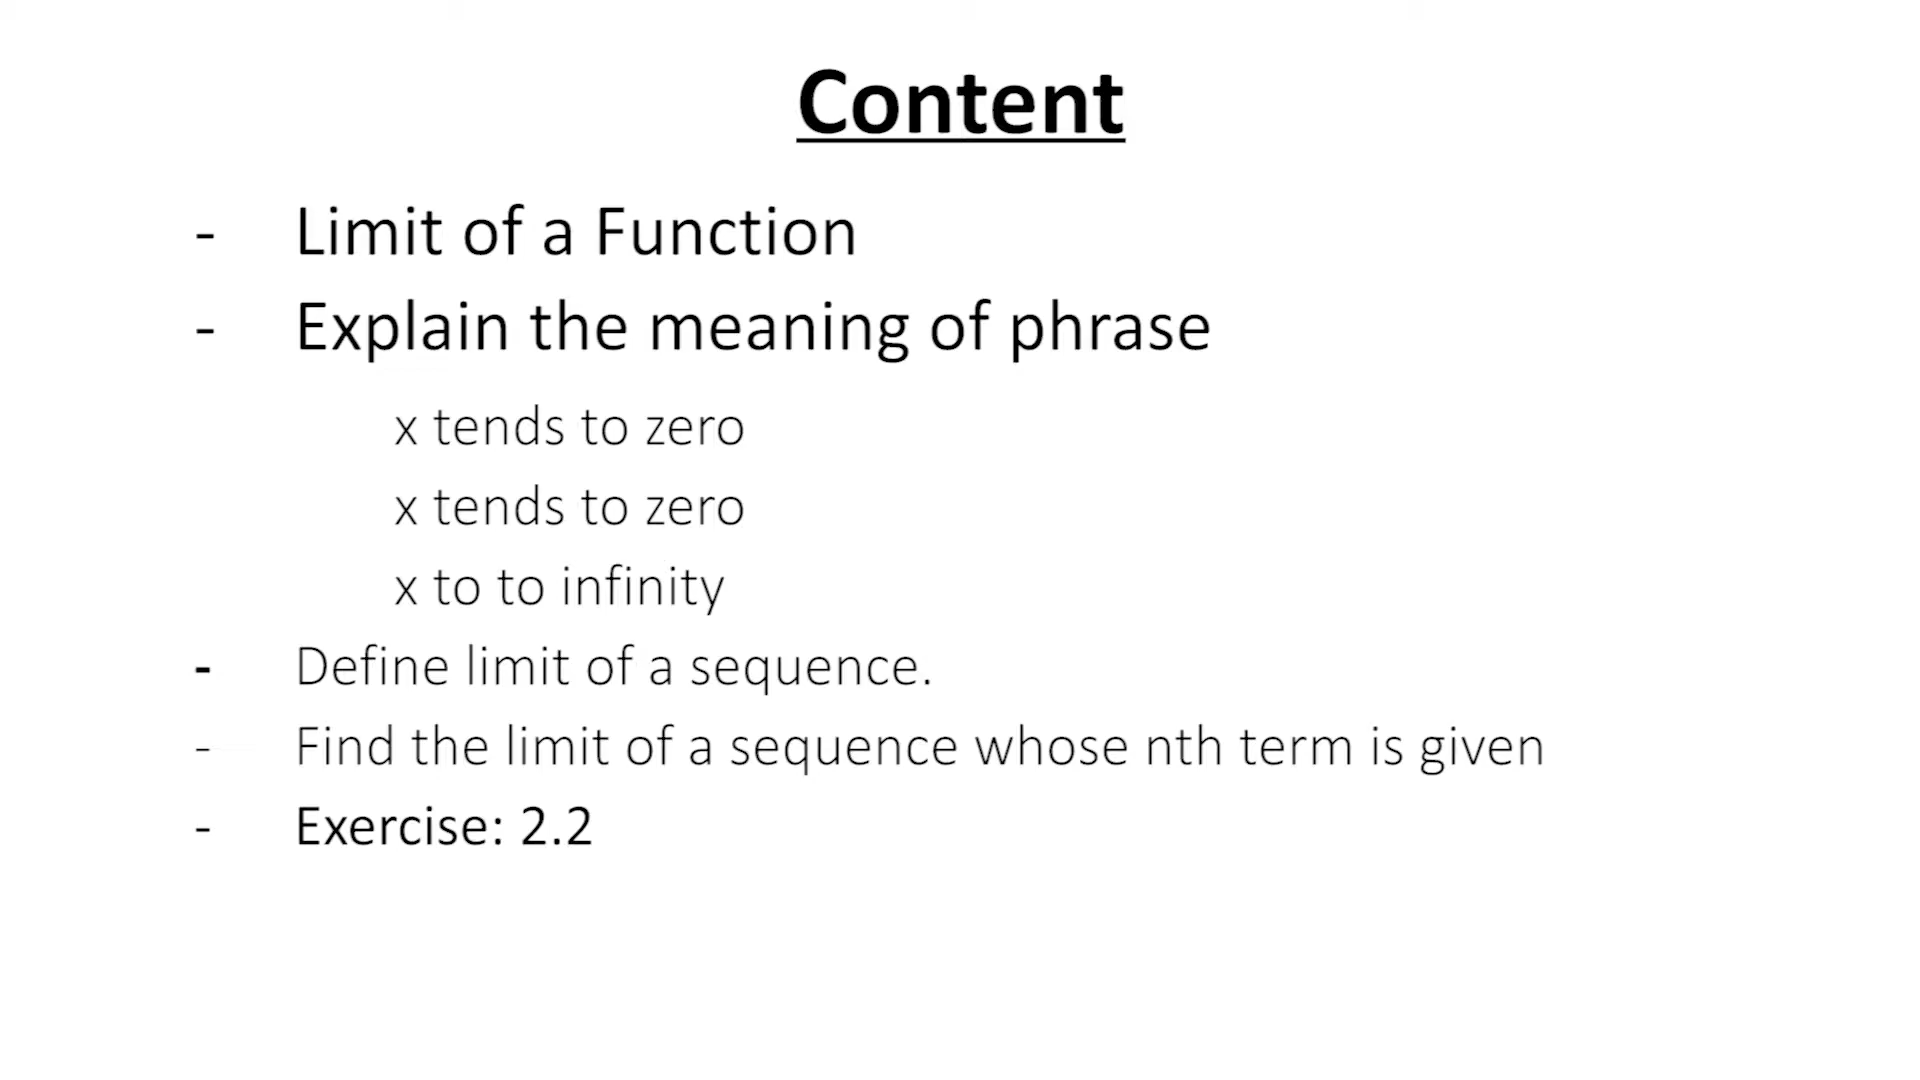 Content
- Limit of a Function
- Explain the meaning of phrase
x tends to zero
x tends to zero
x to to infinity
- Define limit of a sequence.
- Find the limit of a sequence whose nth term is given
- Exercise: 2.2